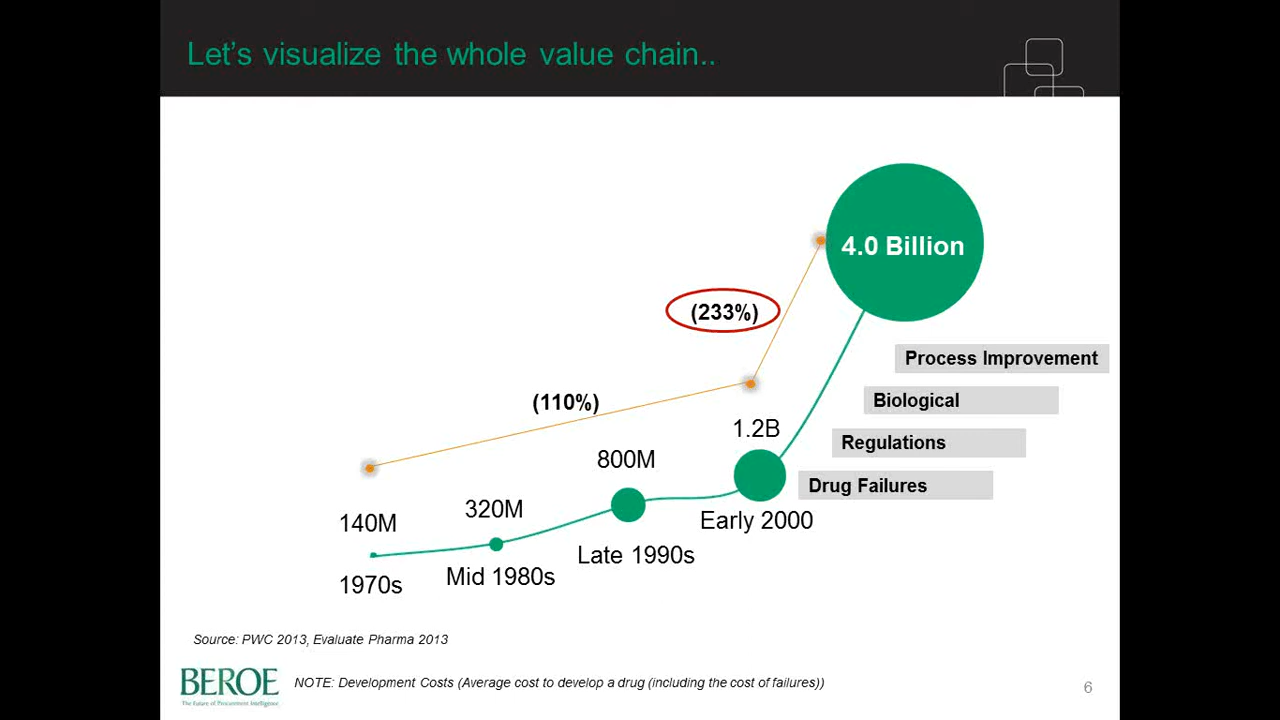 Let's visualize the whole value chain..
4.0 Billion
(233%)
Process Improvement
(110%)
Biological
1.2B
Regulations
800M
Drug Failures
320M
140M
Early 2000
Late 1990s
Mid 1980s
1970s
Source: PWC 2013, Evaluate Pharma 2013
BEROE
The Future of Procurement Intelligence
NOTE: Development Costs (Average cost to develop a drug (including the cost of failures))
6